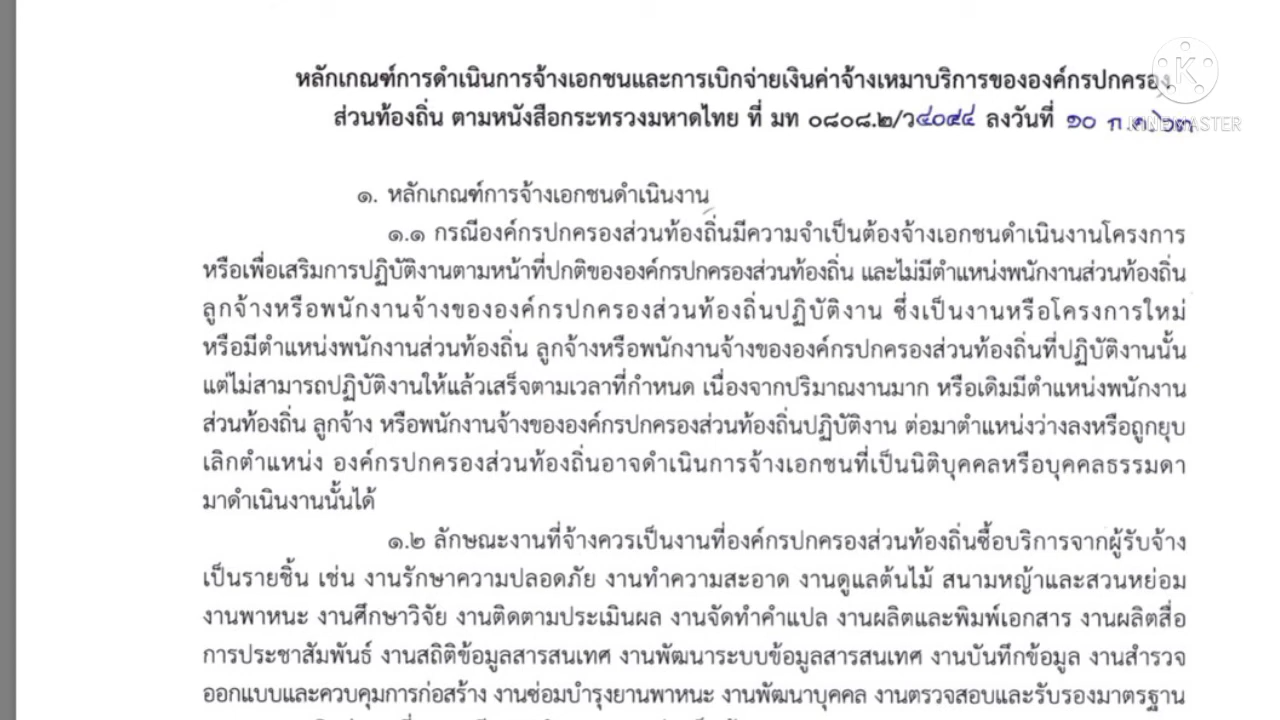 หลักเกณฑ์การดำเนินการจ้างเอกชนและการเบิกจ่ายเงินค่าจ้างเหมาบริการขององค์กรปกครอง
ส่วนท้องถิ่น ตามหนังสือกระทรวงมหาดไทย ที่ มท ๐๘๐๘.๒/ว๔๐๔๔ ลงวันที่ ๑๐ ก.ค. ๖๓
KINEMASTER
๑. หลักเกณฑ์การจ้างเอกชนดำเนินงาน
๑.๑ กรณีองค์กรปกครองส่วนท้องถิ่นมีความจำเป็นต้องจ้างเอกชนดำเนินงานโครงการ
หรือเพื่อเสริมการปฏิบัติงานตามหน้าที่ปกติขององค์กรปกครองส่วนท้องถิ่น และไม่มีตำแหน่งพนักงานส่วนท้องถิ่น
ลูกจ้างหรือพนักงานจ้างขององค์กรปกครองส่วนท้องถิ่นปฏิบัติงาน ซึ่งเป็นงานหรือโครงการใหม่
หรือมีตำแหน่งพนักงานส่วนท้องถิ่น ลูกจ้างหรือพนักงานจ้างขององค์กรปกครองส่วนท้องถิ่นที่ปฏิบัติงานนั้น
แต่ไม่สามารถปฏิบัติงานให้แล้วเสร็จตามเวลาที่กำหนด เนื่องจากปริมาณงานมาก หรือเดิมมีตำแหน่งพนักงาน
ส่วนท้องถิ่น ลูกจ้าง หรือพนักงานจ้างขององค์กรปกครองส่วนท้องถิ่นปฏิบัติงาน ต่อมาตำแหน่งว่างลงหรือถูกยุบ
เลิกตำแหน่ง องค์กรปกครองส่วนท้องถิ่นอาจดำเนินการจ้างเอกชนที่เป็นนิติบุคคลหรือบุคคลธรรมดา
มาดำเนินงานนั้นได้
๑.๒ ลักษณะงานที่จ้างควรเป็นงานที่องค์กรปกครองส่วนท้องถิ่นซื้อบริการจากผู้รับจ้าง
เป็นรายชิ้น เช่น งานรักษาความปลอดภัย งานทำความสะอาด งานดูแลต้นไม้ สนามหญ้าและสวนหย่อม
งานพาหนะ งานศึกษาวิจัย งานติดตามประเมินผล งานจัดทำคำแปล งานผลิตและพิมพ์เอกสาร งานผลิตสื่อ
การประชาสัมพันธ์ งานสถิติข้อมูลสารสนเทศ งานพัฒนาระบบข้อมูลสารสนเทศ งานบันทึกข้อมูล งานสำรวจ
ออกแบบและควบคุมการก่อสร้าง งานซ่อมบำรุงยานพาหนะ งานพัฒนาบุคคล งานตรวจสอบและรับรองมาตรฐาน